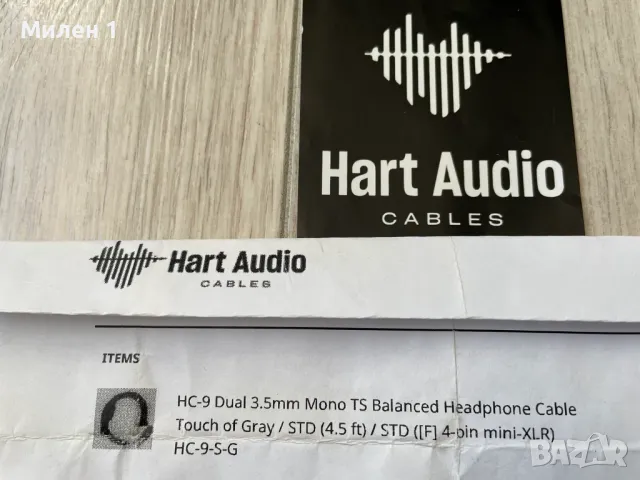 Милен 1
Hart Audio
CABLES
Hart Audio
CABLES
ITEMS
HC-9 Dual 3.5mm Mono TS Balanced Headphone Cable
Touch of Gray / STD (4.5 ft) / STD ([F] 4-pin mini-XLR)
HC-9-S-G
BAZAR